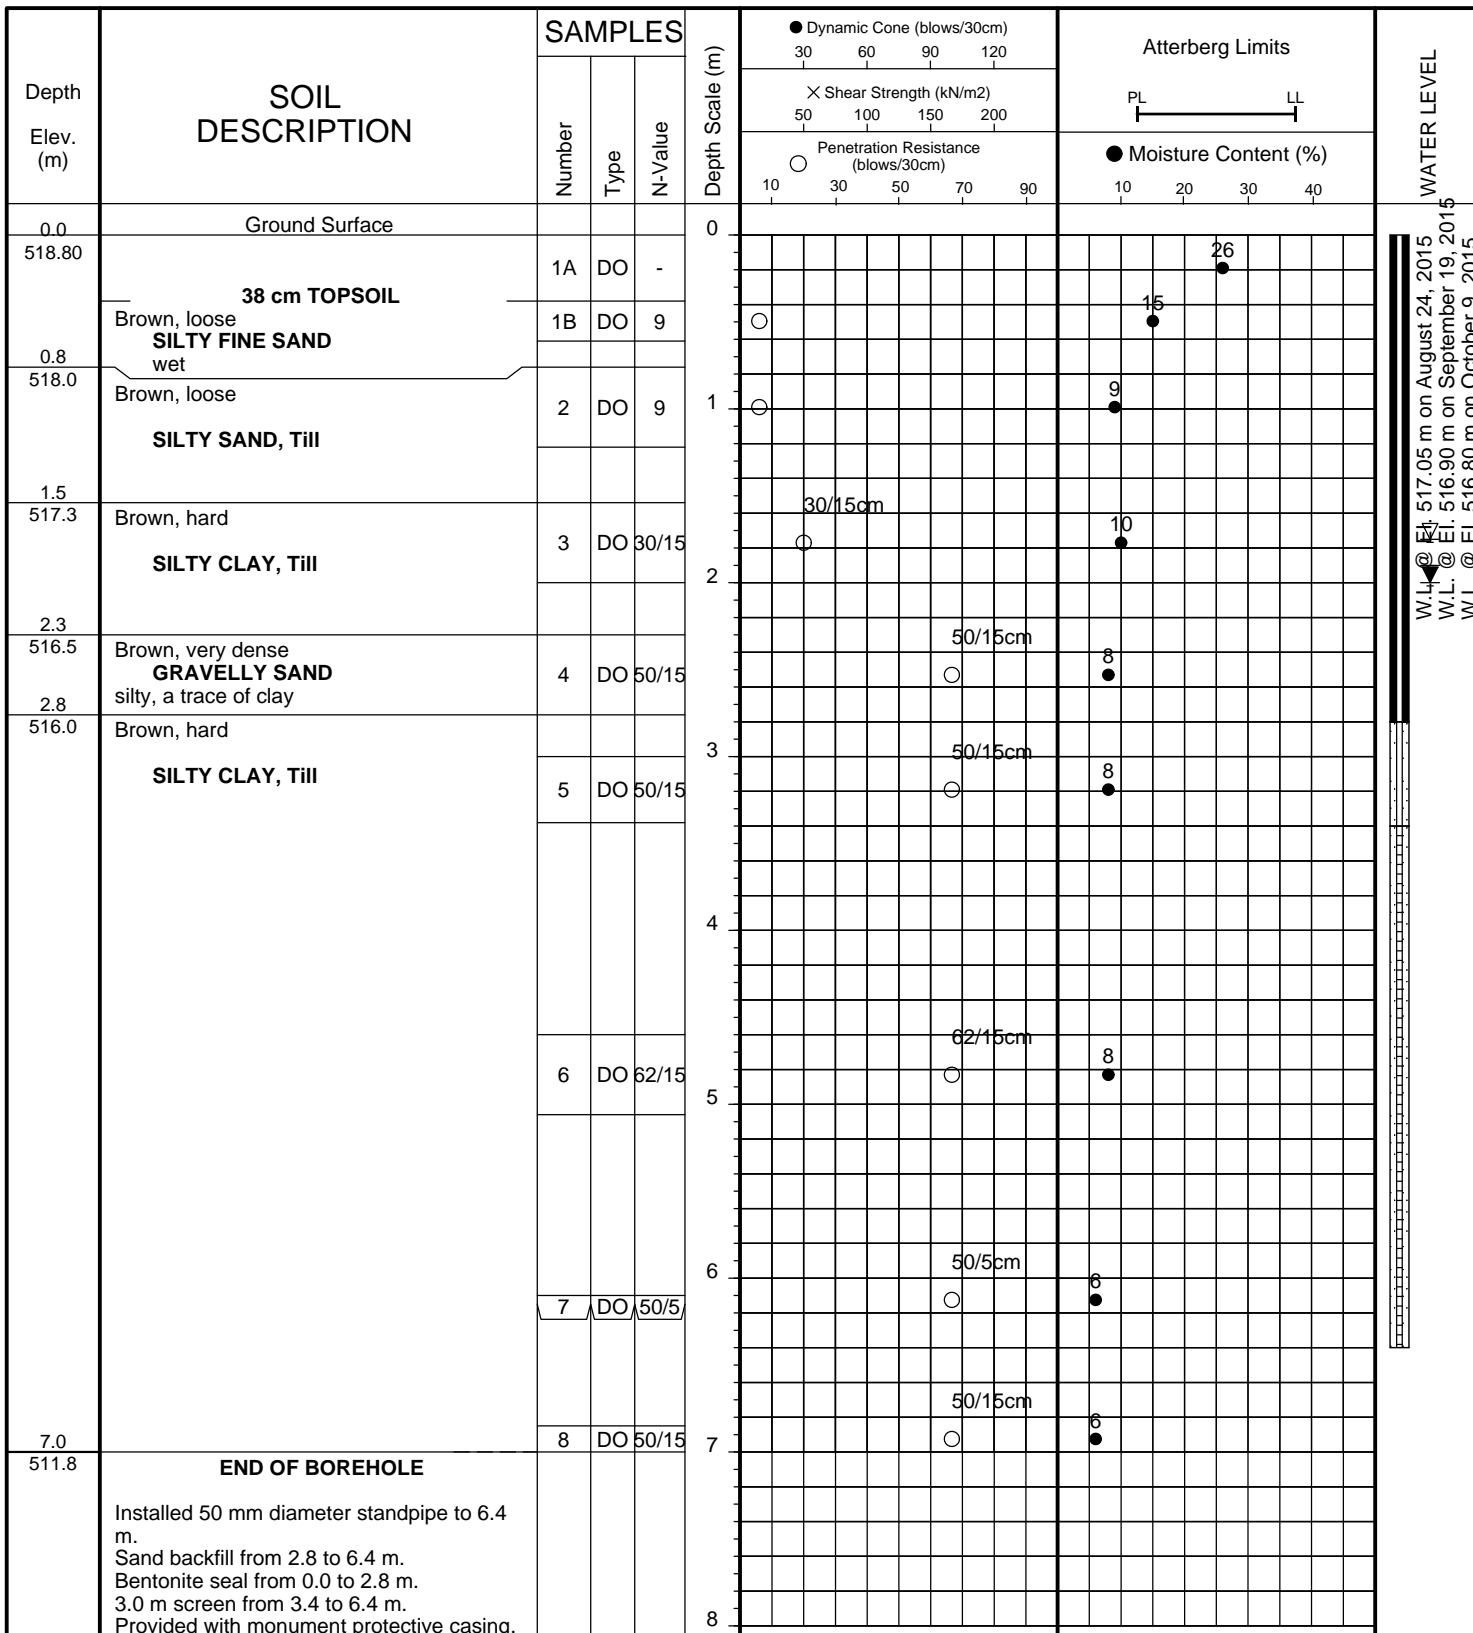 SAMPLES
Depth
Elev.
(m)
SOIL
DESCRIPTION
Number
Type
N-Value
Depth Scale (m)
Dynamic Cone (blows/30cm)
30 60 90 120
Shear Strength (kN/m2)
50 100 150 200
Penetration Resistance
(blows/30cm)
10 30 50 70 90
Atterberg Limits
PL LL
Moisture Content (%)
10 20 30 40
WATER LEVEL
0.0 Ground Surface 0
518.80
1A DO - 26
38 cm TOPSOIL
Brown, loose 1B DO 9 15
SILTY FINE SAND
wet
0.8
518.0
Brown, loose
2 DO 9 1 9
SILTY SAND, Till
1.5
517.3
Brown, hard
3 DO 30/15 30/15cm 10
SILTY CLAY, Till
2
2.3
516.5
Brown, very dense
GRAVELLY SAND
silty, a trace of clay
4 DO 50/15 50/15cm 8
2.8
516.0
Brown, hard
SILTY CLAY, Till
3
5 DO 50/15 50/15cm 8
4
6 DO 62/15 62/15cm 8
5
6
7 DO 50/5 50/5cm 6
8 DO 50/15 50/15cm 6
7.0 7
511.8
END OF BOREHOLE
Installed 50 mm diameter standpipe to 6.4
m.
Sand backfill from 2.8 to 6.4 m.
Bentonite seal from 0.0 to 2.8 m.
3.0 m screen from 3.4 to 6.4 m.
Provided with monument protective casing.
8
W.L. @ El. 517.05 m on August 24, 2015
W.L. @ El. 516.90 m on September 19, 2015
W.L. @ El. 516.80 m on October 9, 2015